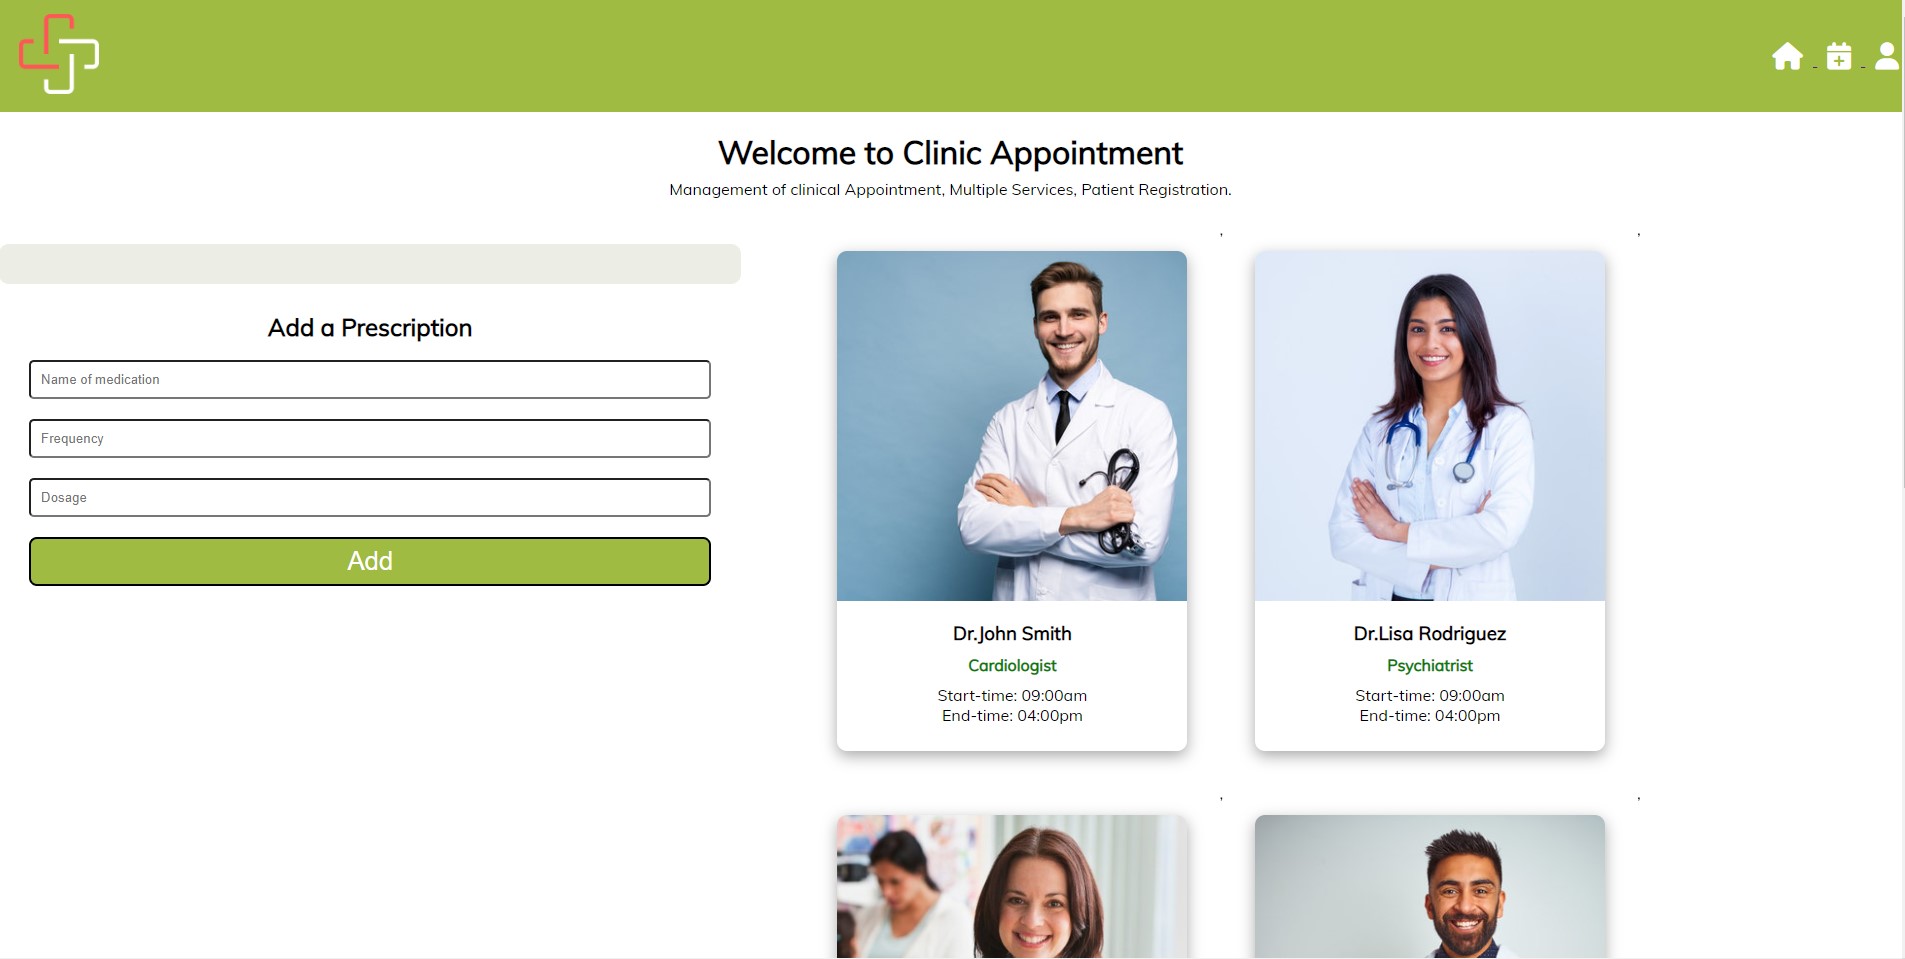 Welcome to Clinic Appointment
Management of clinical Appointment, Multiple Services, Patient Registration.
Add a Prescription
Name of medication
Frequency
Dosage
Add
, ,
Dr.John Smith
Cardiologist
Start-time: 09:00am
End-time: 04:00pm
Dr.Lisa Rodriguez
Psychiatrist
Start-time: 09:00am
End-time: 04:00pm
, ,